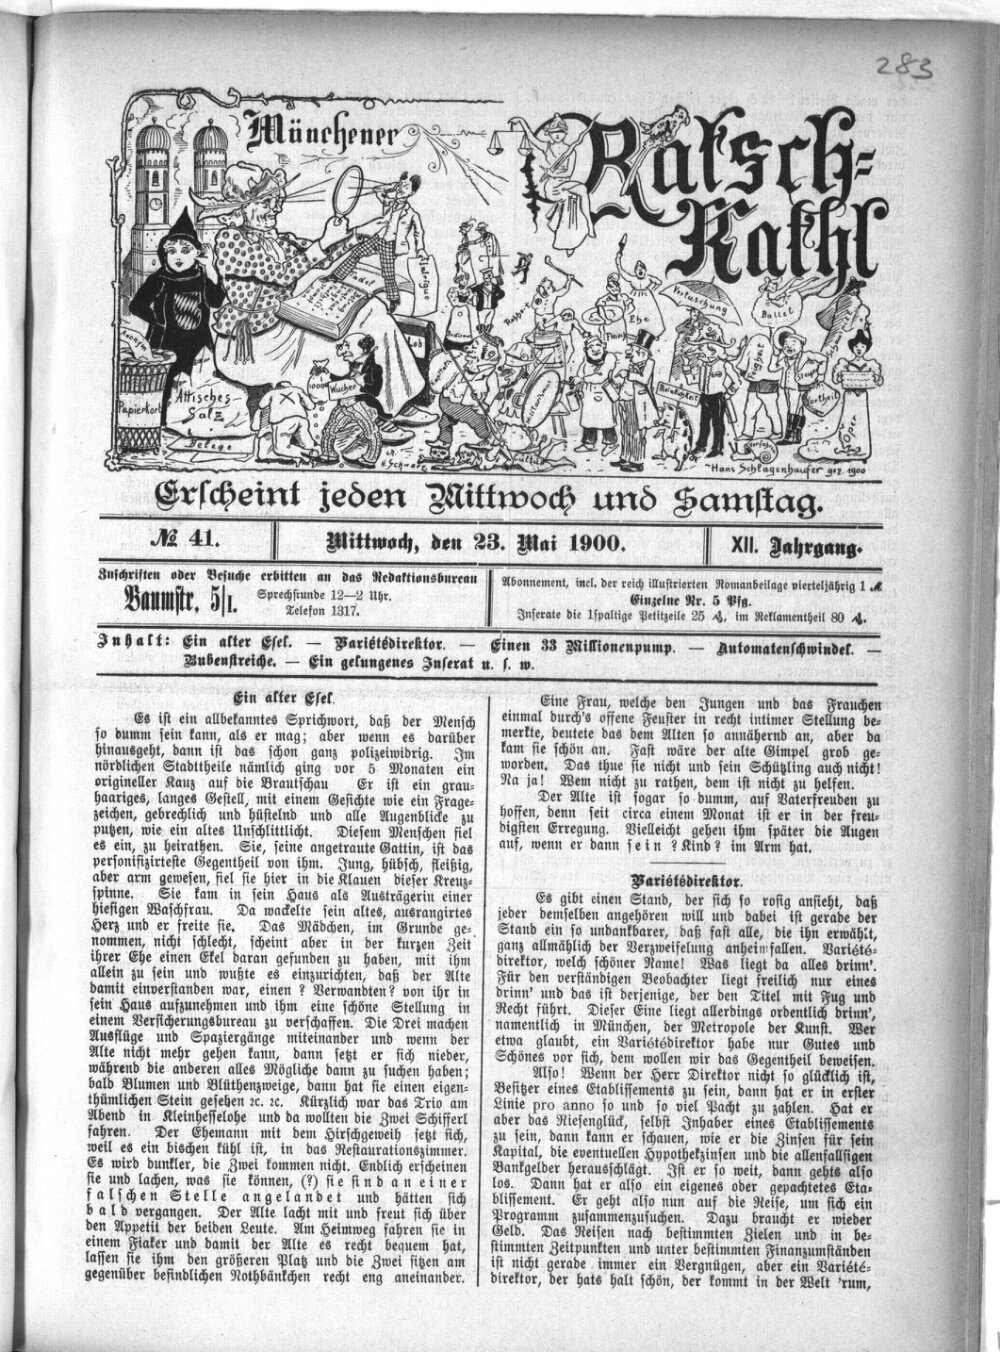 283
Münchener
Ratsch-
Kathl
Intrigue
Fabel
Lob
Wucher
1000
Anonym
Papierkorb
Attisches
Salz
Belege
Ehe
Vertuschung
Ballet
Vortheil
Oper
Hans Schlagenhaufer gez. 1900
Erscheint jeden Mittwoch und Samstag.
№ 41.
Mittwoch, den 23. Mai 1900.
XII. Jahrgang.
Zuschriften oder Besuche erbitten an das Redaktionsbureau
Baumstr. 5/I.
Sprechstunde 12—2 Uhr.
Telefon 1317.
Abonnement, incl. der reich illustrierten Romanbeilage vierteljährig 1 ℳ
Einzelne Nr. 5 Pfg.
Inserate die 1spaltige Petitzeile 25 ₰, im Reklamentheil 80 ₰.
Inhalt: Ein alter Esel. — Variétédirektor. — Einen 33 Millionenpump. — Automatenschwindel. —
Bubenstreiche. — Ein gelungenes Inserat u. s. w.
Ein alter Esel.
Es ist ein allbekanntes Sprichwort, daß der Mensch
so dumm sein kann, als er mag; aber wenn es darüber
hinausgeht, dann ist das schon ganz polizeiwidrig. Im
nördlichen Stadttheile nämlich ging vor 5 Monaten ein
origineller Kauz auf die Brautschau Er ist ein grau-
haariges, langes Gestell, mit einem Gesichte wie ein Frage-
zeichen, gebrechlich und hüstelnd und alle Augenblicke zu
putzen, wie ein altes Unschlittlicht. Diesem Menschen fiel
es ein, zu heirathen. Sie, seine angetraute Gattin, ist das
personifizirteste Gegentheil von ihm. Jung, hübsch, fleißig,
aber arm gewesen, fiel sie hier in die Klauen dieser Kreuz-
spinne. Sie kam in sein Haus als Austrägerin einer
hiesigen Waschfrau. Da wackelte sein altes, ausrangirtes
Herz und er freite sie. Das Mädchen, im Grunde ge-
nommen, nicht schlecht, scheint aber in der kurzen Zeit
ihrer Ehe einen Ekel daran gefunden zu haben, mit ihm
allein zu sein und wußte es einzurichten, daß der Alte
damit einverstanden war, einen ? Verwandten? von ihr in
sein Haus aufzunehmen und ihm eine schöne Stellung in
einem Versicherungsbureau zu verschaffen. Die Drei machen
Ausflüge und Spaziergänge miteinander und wenn der
Alte nicht mehr gehen kann, dann setzt er sich nieder,
während die anderen alles Mögliche dann zu suchen haben;
bald Blumen und Blüthenzweige, dann hat sie einen eigen-
thümlichen Stein gesehen ꝛc. ꝛc. Kürzlich war das Trio am
Abend in Kleinhesselohe und da wollten die Zwei Schifferl
fahren. Der Ehemann mit dem Hirschgeweih setzt sich,
weil es ein bischen kühl ist, in das Restaurationszimmer.
Es wird dunkler, die Zwei kommen nicht. Endlich erscheinen
sie und lachen, was sie können, (?) sie sind an einer
falschen Stelle angelandet und hätten sich
bald vergangen. Der Alte lacht mit und freut sich über
den Appetit der beiden Leute. Am Heimweg fahren sie in
einem Fiaker und damit der Alte es recht bequem hat,
lassen sie ihm den größeren Platz und die Zwei sitzen am
gegenüber befindlichen Nothbänkchen recht eng aneinander.
Eine Frau, welche den Jungen und das Frauchen
einmal durch's offene Fenster in recht intimer Stellung be-
merkte, deutete das dem Alten so annähernd an, aber da
kam sie schön an. Fast wäre der alte Gimpel grob ge-
worden. Das thue sie nicht und sein Schützling auch nicht!
Na ja! Wem nicht zu rathen, dem ist nicht zu helfen.
Der Alte ist sogar so dumm, auf Vaterfreuden zu
hoffen, denn seit circa einem Monat ist er in der freu-
digsten Erregung. Vielleicht gehen ihm später die Augen
auf, wenn er dann sein ? Kind? im Arm hat.
Variétédirektor.
Es gibt einen Stand, der sich so rosig ansieht, daß
jeder demselben angehören will und dabei ist gerade der
Stand ein so undankbarer, daß fast alle, die ihn erwählt,
ganz allmählich der Verzweiselung anheimfallen. Variété-
direktor, welch schöner Name! Was liegt da alles drinn'.
Für den verständigen Beobachter liegt freilich nur eines
drinn' und das ist derjenige, der den Titel mit Fug und
Recht führt. Dieser Eine liegt allerdings ordentlich drinn',
namentlich in München, der Metropole der Kunst. Wer
etwa glaubt, ein Variétédirektor habe nur Gutes und
Schönes vor sich, dem wollen wir das Gegentheil beweisen.
Also! Wenn der Herr Direktor nicht so glücklich ist,
Besitzer eines Etablissements zu sein, dann hat er in erster
Linie pro anno so und so viel Pacht zu zahlen. Hat er
aber das Riesenglück, selbst Inhaber eines Etablissements
zu sein, dann kann er schauen, wie er die Zinsen für sein
Kapital, die eventuellen Hypothekzinsen und die allenfallsigen
Bankgelder herausschlägt. Ist er so weit, dann gehts also
los. Dann hat er also ein eigenes oder gepachtetes Eta-
blissement. Er geht also nun auf die Reise, um sich ein
Programm zusammenzusuchen. Dazu braucht er wieder
Geld. Das Reisen nach bestimmten Zielen und in be-
stimmten Zeitpunkten und unter bestimmten Finanzumständen
ist nicht gerade immer ein Vergnügen, aber ein Variété-
direktor, der hats halt schön, der kommt in der Welt 'rum,